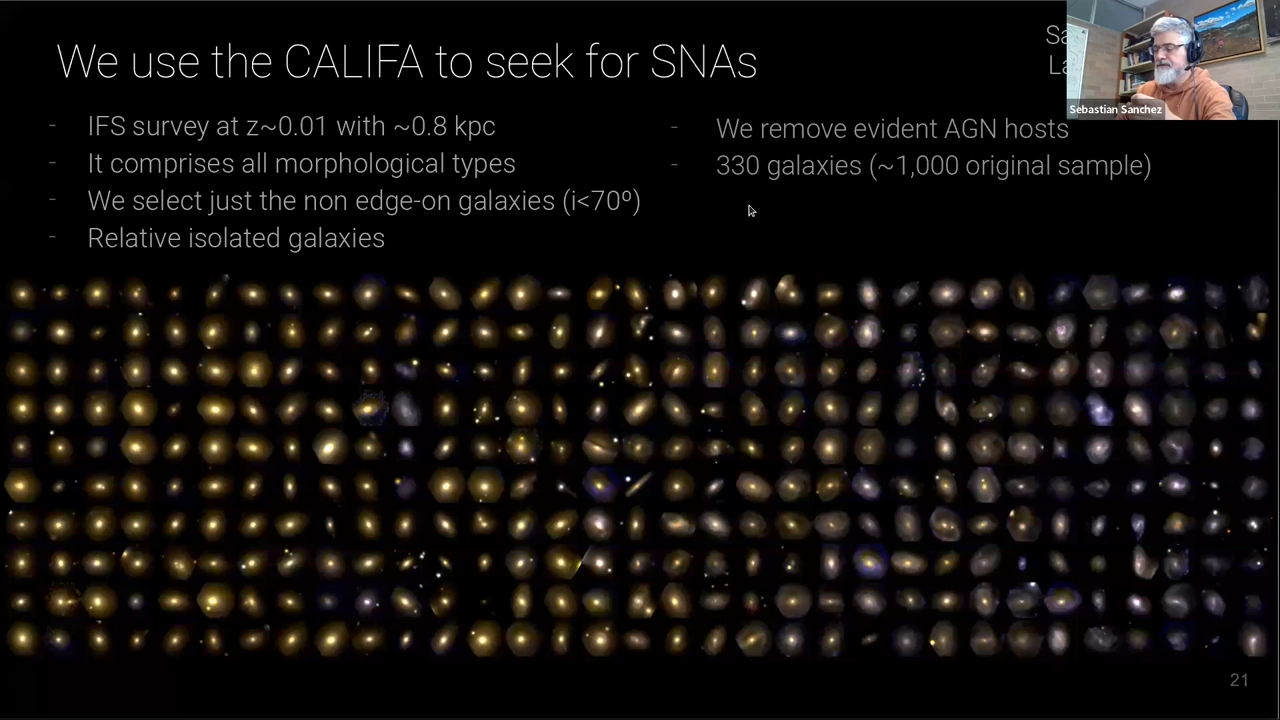 We use the CALIFA to seek for SNAs
- IFS survey at z~0.01 with ~0.8 kpc
- It comprises all morphological types
- We select just the non edge-on galaxies (i<70º)
- Relative isolated galaxies
- We remove evident AGN hosts
- 330 galaxies (~1,000 original sample)
Sebastian Sanchez
21